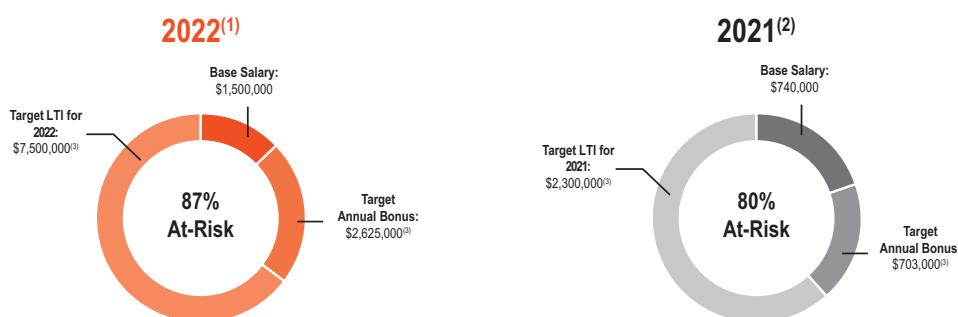 2022(1)
Base Salary:
$1,500,000
Target LTI for
2022:
$7,500,000(3)
87%
At-Risk
Target
Annual Bonus:
$2,625,000(3)
2021(2)
Base Salary:
$740,000
Target LTI for
2021:
$2,300,000(3)
80%
At-Risk
Target
Annual Bonus
$703,000(3)